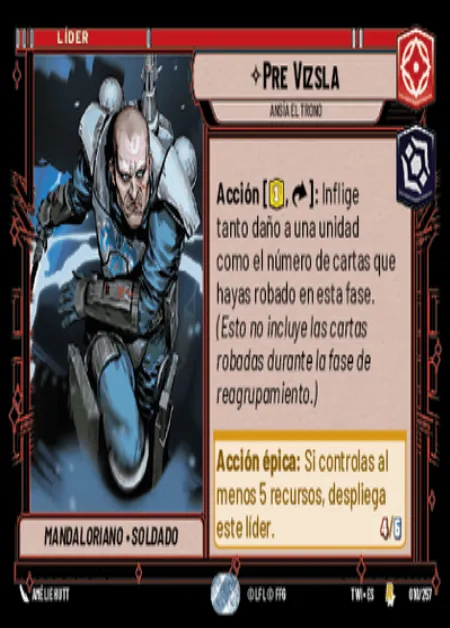 LÍDER
PRE VIZSLA
ANSÍA EL TRONO
Acción [1, ]: Inflige
tanto daño a una unidad
como el número de cartas que
hayas robado en esta fase.
(Esto no incluye las cartas
robadas durante la fase de
reagrupamiento.)
Acción épica: Si controlas al
menos 5 recursos, despliega
este líder.
4/6
MANDALORIANO • SOLDADO
AMÉLIE HUTT
© LFL © FFG
TWI • ES
010/257